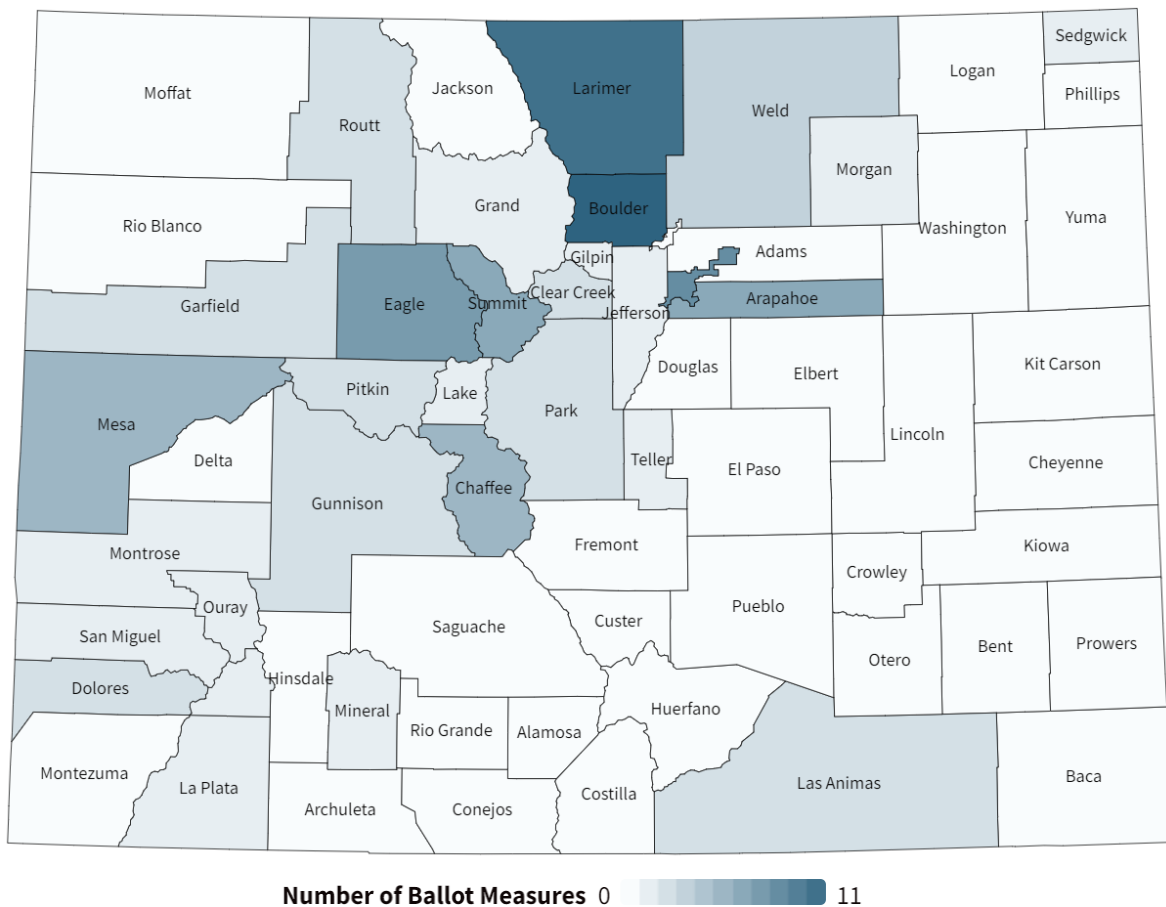 Sedgwick
Logan
Moffat
Jackson
Larimer
Phillips
Weld
Routt
Morgan
Grand
Boulder
Yuma
Rio Blanco
Washington
Adams
Gilpin
Clear Creek
Arapahoe
Eagle
Summit
Garfield
Jefferson
Kit Carson
Douglas
Elbert
Pitkin
Lake
Park
Mesa
Lincoln
Delta
Teller
Cheyenne
El Paso
Chaffee
Gunnison
Fremont
Kiowa
Montrose
Crowley
Ouray
Pueblo
Custer
Saguache
San Miguel
Prowers
Bent
Otero
Hinsdale
Dolores
Huerfano
Mineral
Rio Grande
Alamosa
Montezuma
Baca
Las Animas
La Plata
Costilla
Archuleta
Conejos
Number of Ballot Measures 0 11